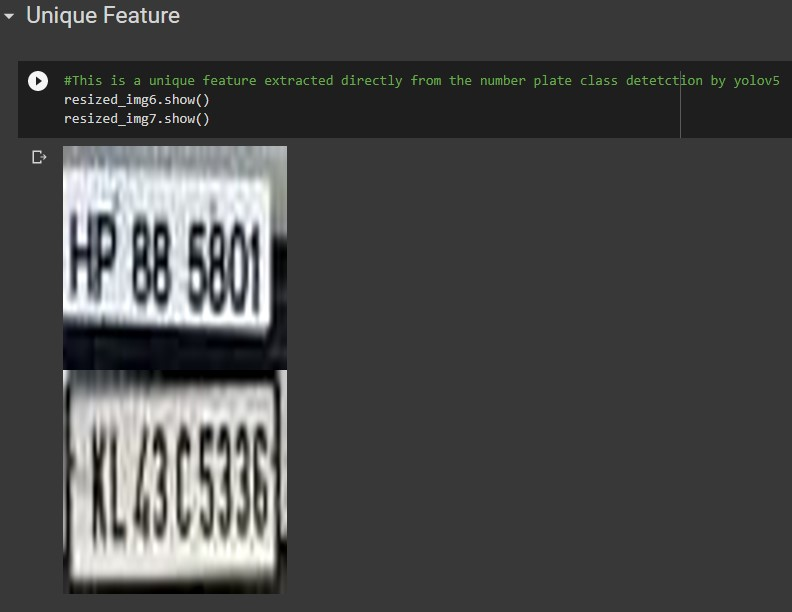 Unique Feature
#This is a unique feature extracted directly from the number plate class detetction by yolov5
resized_img6.show()
resized_img7.show()
HP 88 5801
KL 43 C 5336